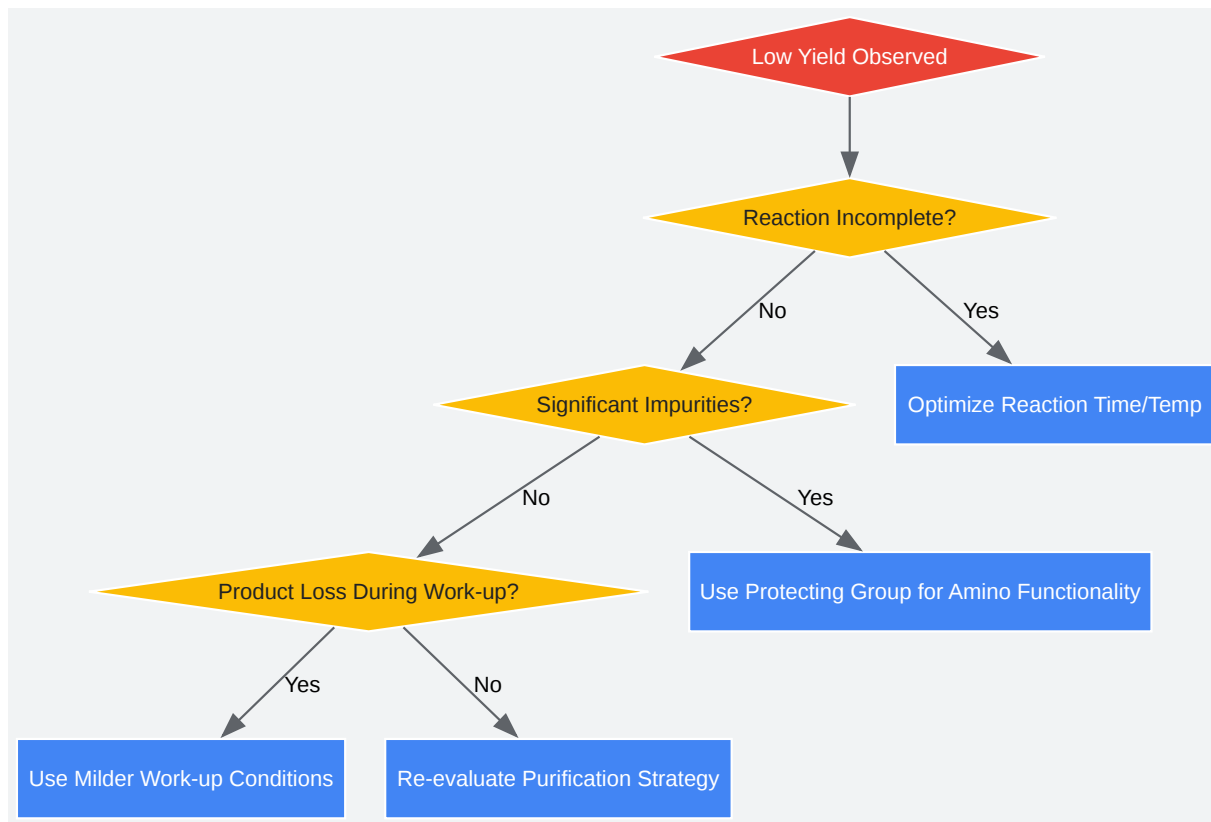 Low Yield Observed
Reaction Incomplete?
No
Yes
Significant Impurities?
Optimize Reaction Time/Temp
No
Yes
Product Loss During Work-up?
Use Protecting Group for Amino Functionality
Yes
No
Use Milder Work-up Conditions
Re-evaluate Purification Strategy